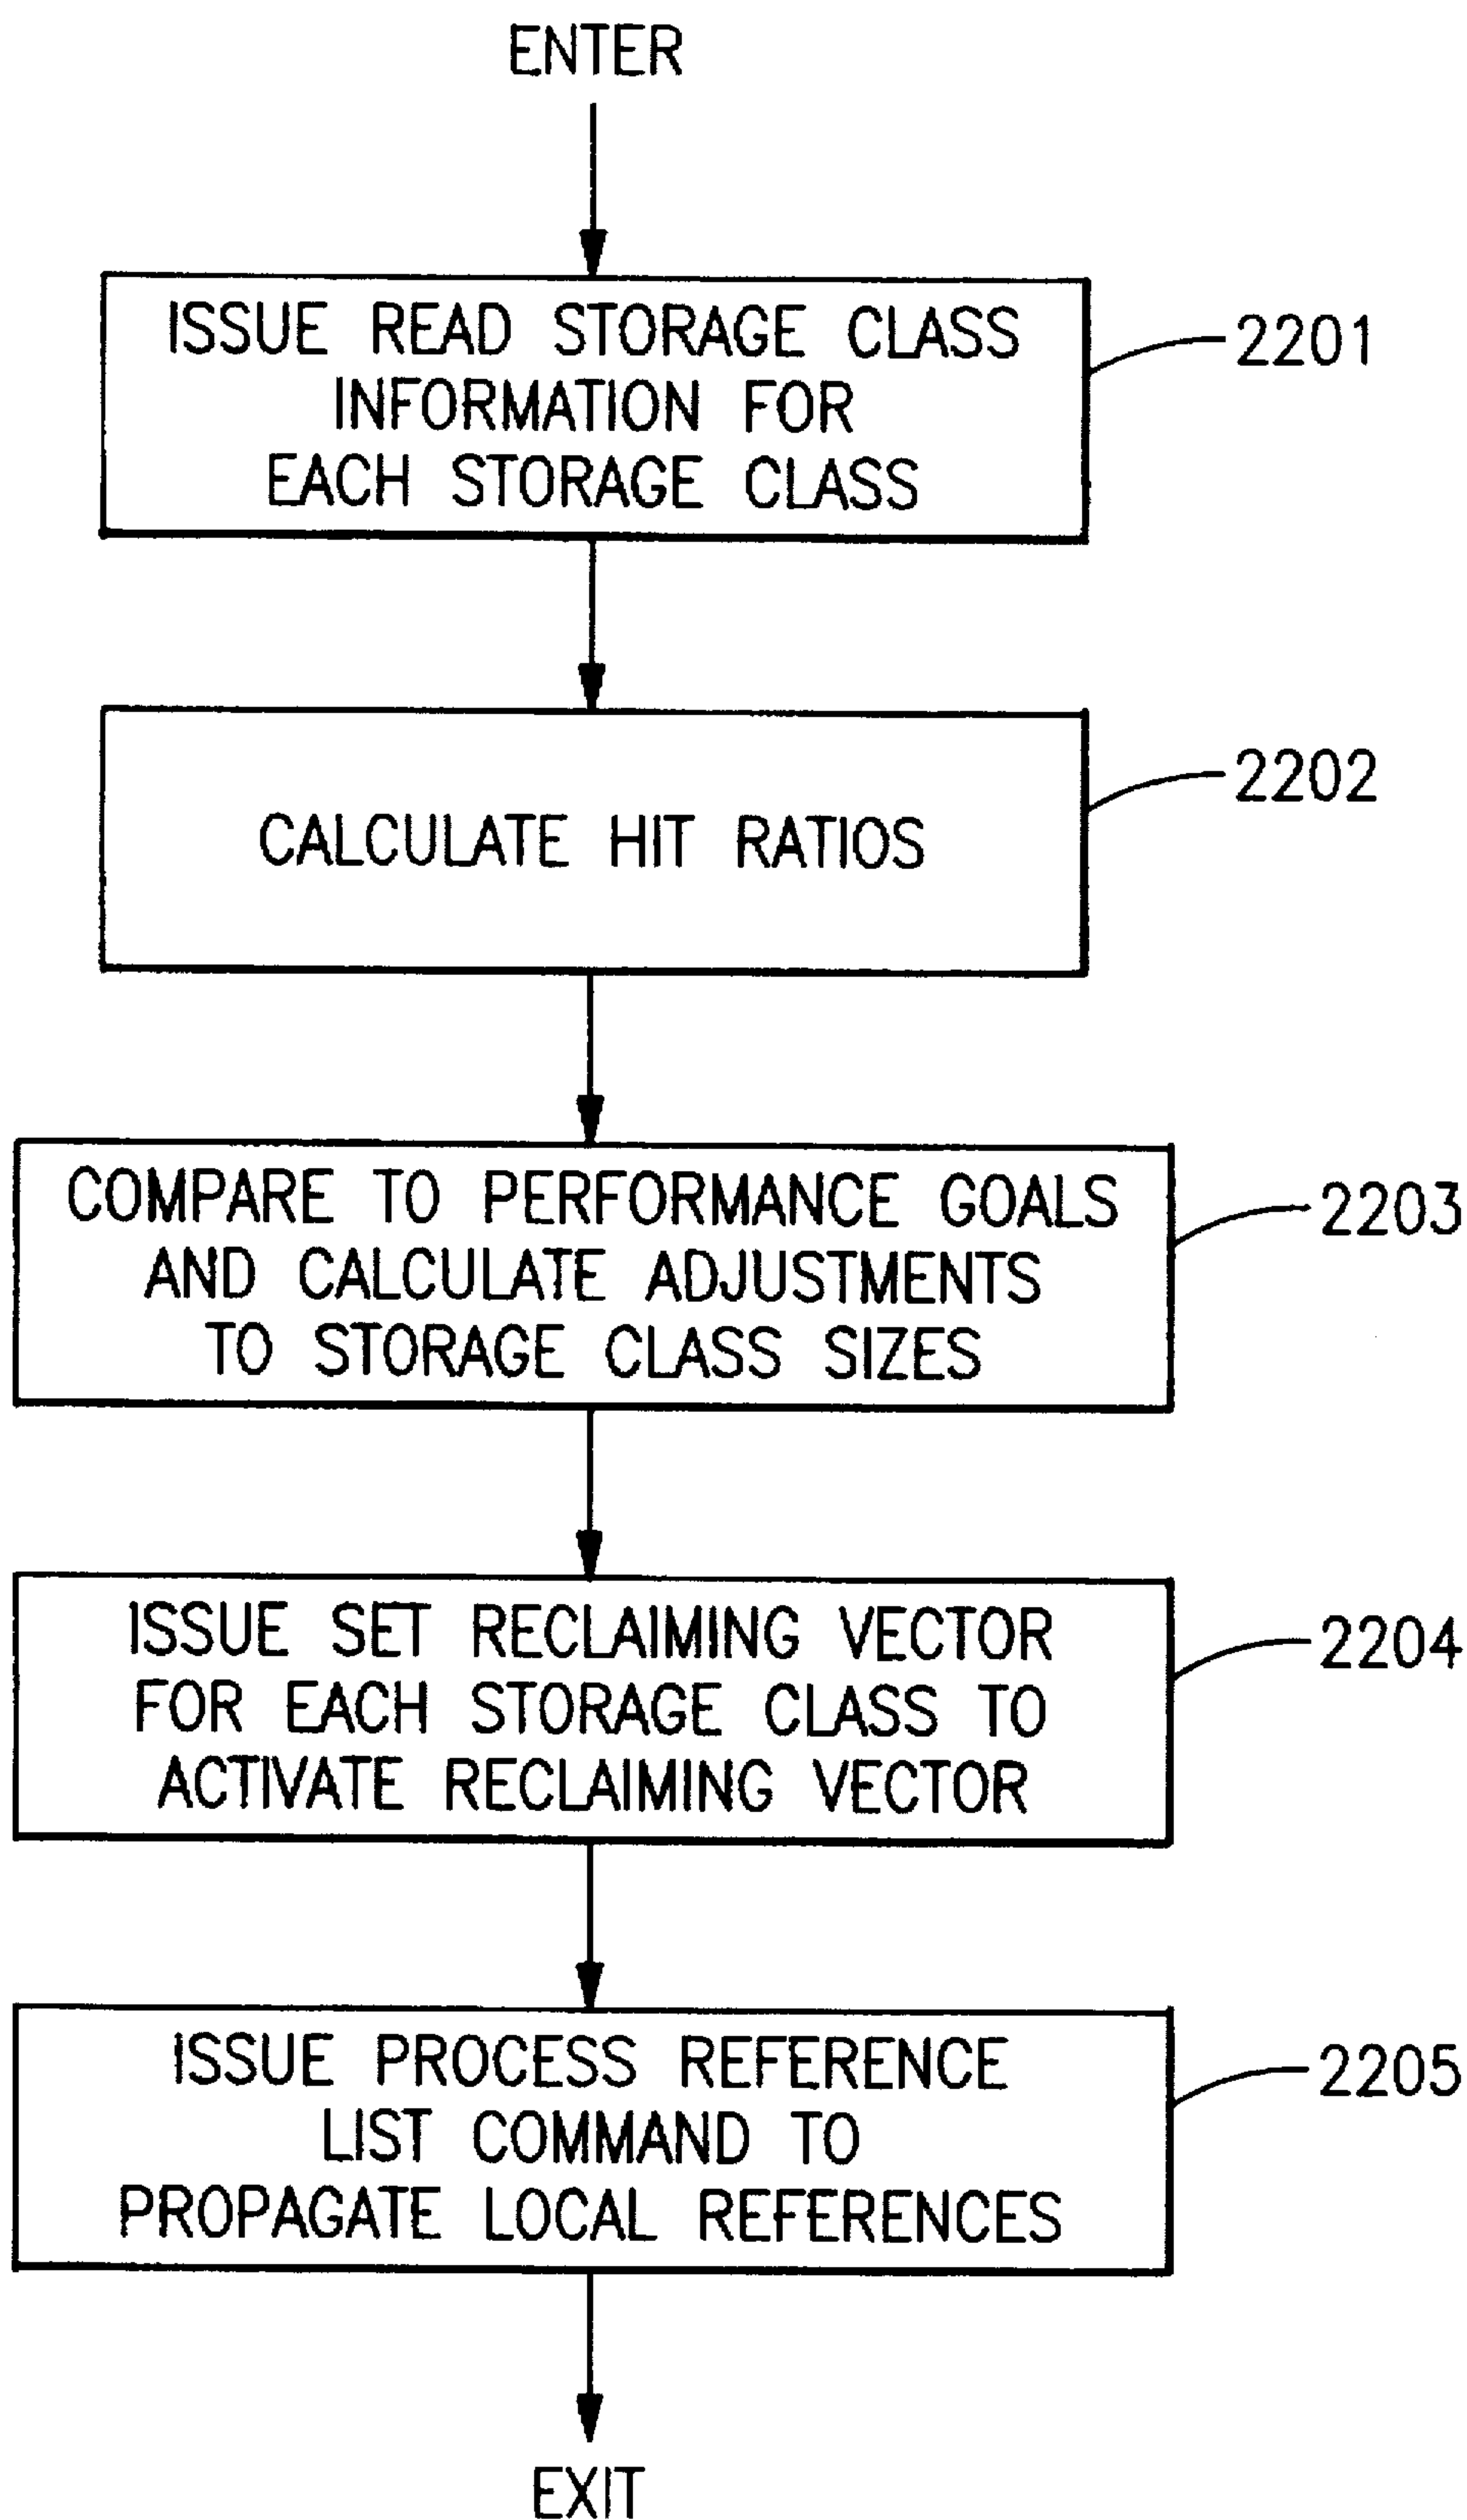 ENTER
ISSUE READ STORAGE CLASS
INFORMATION FOR
EACH STORAGE CLASS
2201
CALCULATE HIT RATIOS
2202
COMPARE TO PERFORMANCE GOALS
AND CALCULATE ADJUSTMENTS
TO STORAGE CLASS SIZES
2203
ISSUE SET RECLAIMING VECTOR
FOR EACH STORAGE CLASS TO
ACTIVATE RECLAIMING VECTOR
2204
ISSUE PROCESS REFERENCE
LIST COMMAND TO
PROPAGATE LOCAL REFERENCES
2205
EXIT